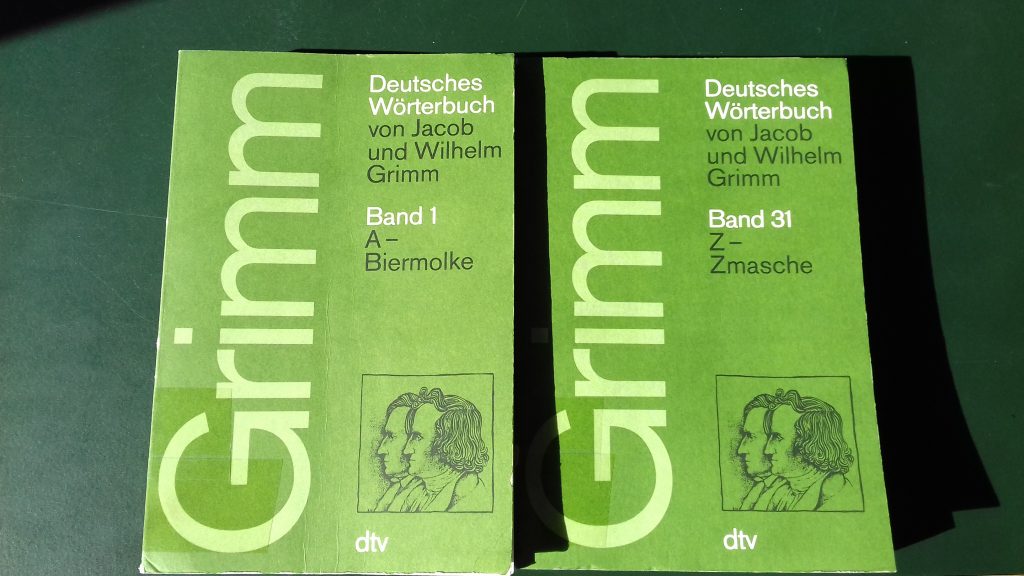 Grimm
Deutsches
Wörterbuch
von Jacob
und Wilhelm
Grimm
Band 1
A–
Biermolke
dtv
Grimm
Deutsches
Wörterbuch
von Jacob
und Wilhelm
Grimm
Band 31
Z–
Zmasche
dtv